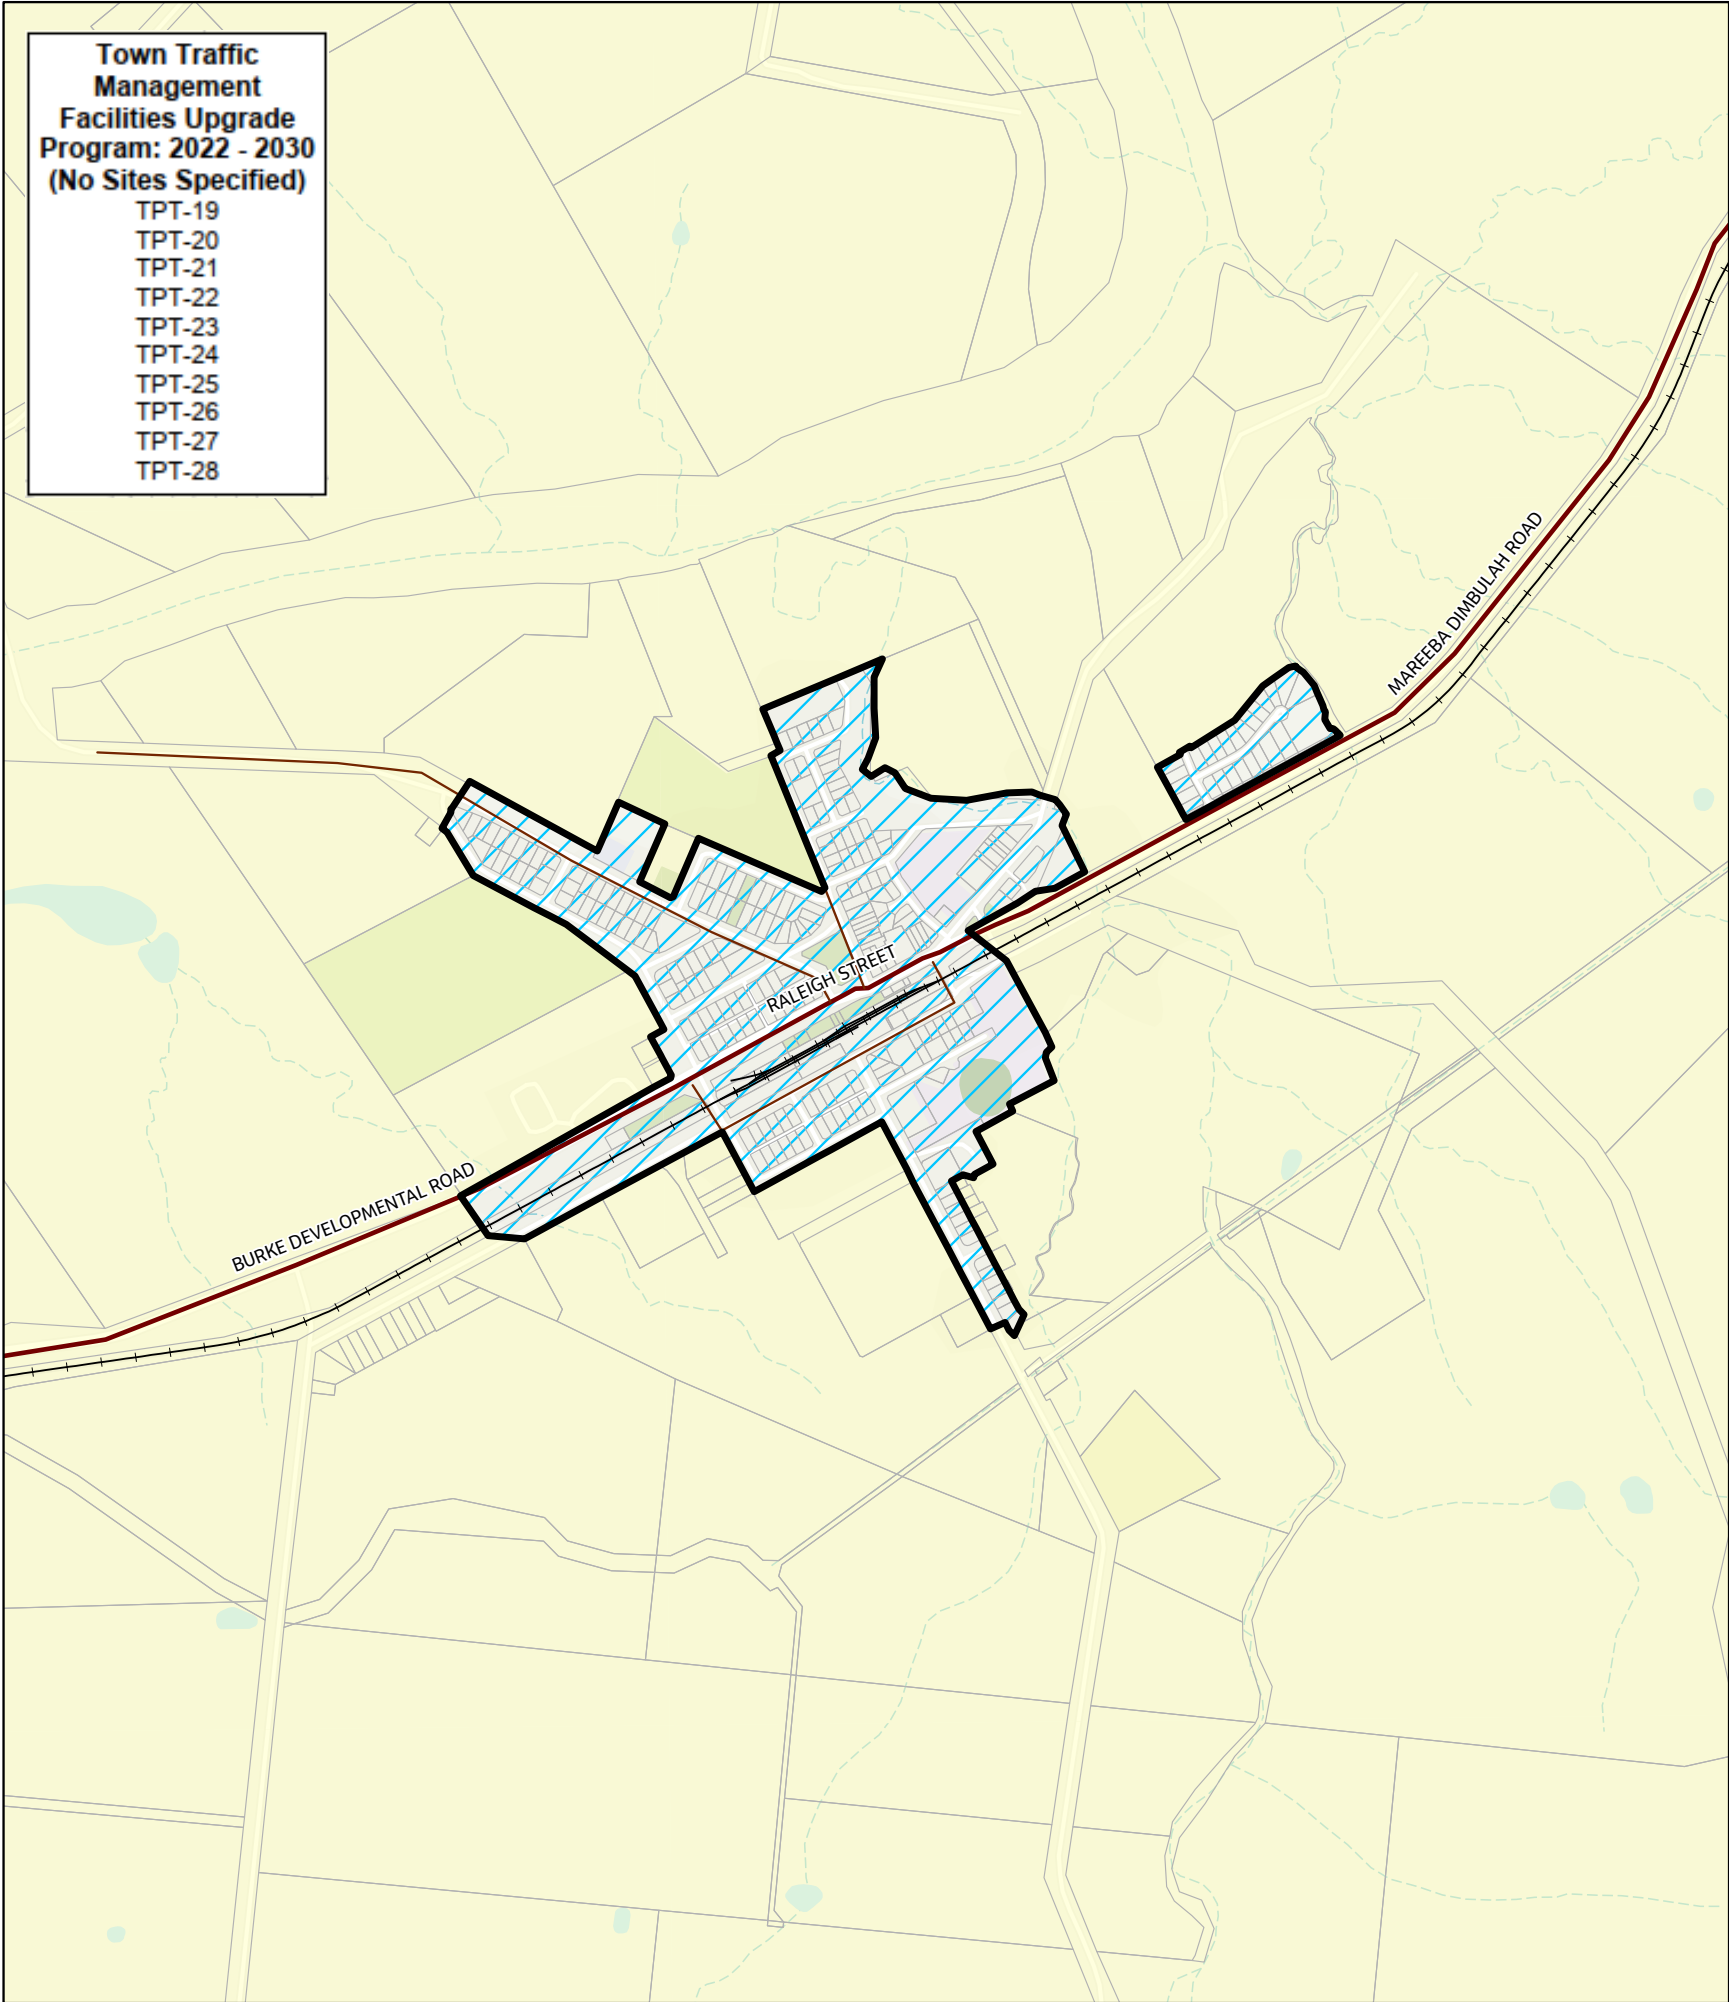 Town Traffic
Management
Facilities Upgrade
Program: 2022 - 2030
(No Sites Specified)
TPT-19
TPT-20
TPT-21
TPT-22
TPT-23
TPT-24
TPT-25
TPT-26
TPT-27
TPT-28
MAREEBA DIMBULAH ROAD
RALEIGH STREET
BURKE DEVELOPMENTAL ROAD